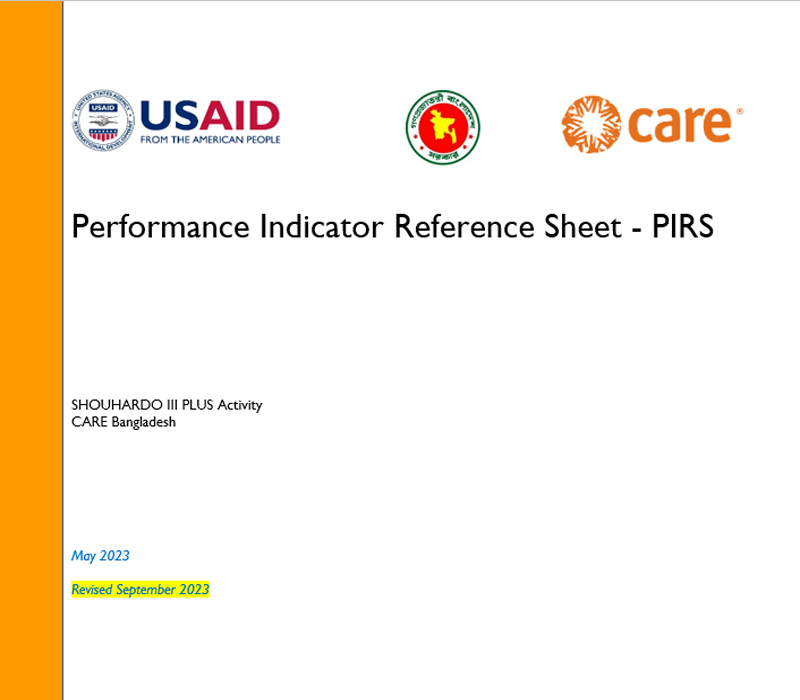 UNITED STATES AGENCY
USAID
INTERNATIONAL DEVELOPMENT
USAID
FROM THE AMERICAN PEOPLE
গণপ্রজাতন্ত্রী বাংলাদেশ
সরকার
care®
Performance Indicator Reference Sheet - PIRS
SHOUHARDO III PLUS Activity
CARE Bangladesh
May 2023
Revised September 2023